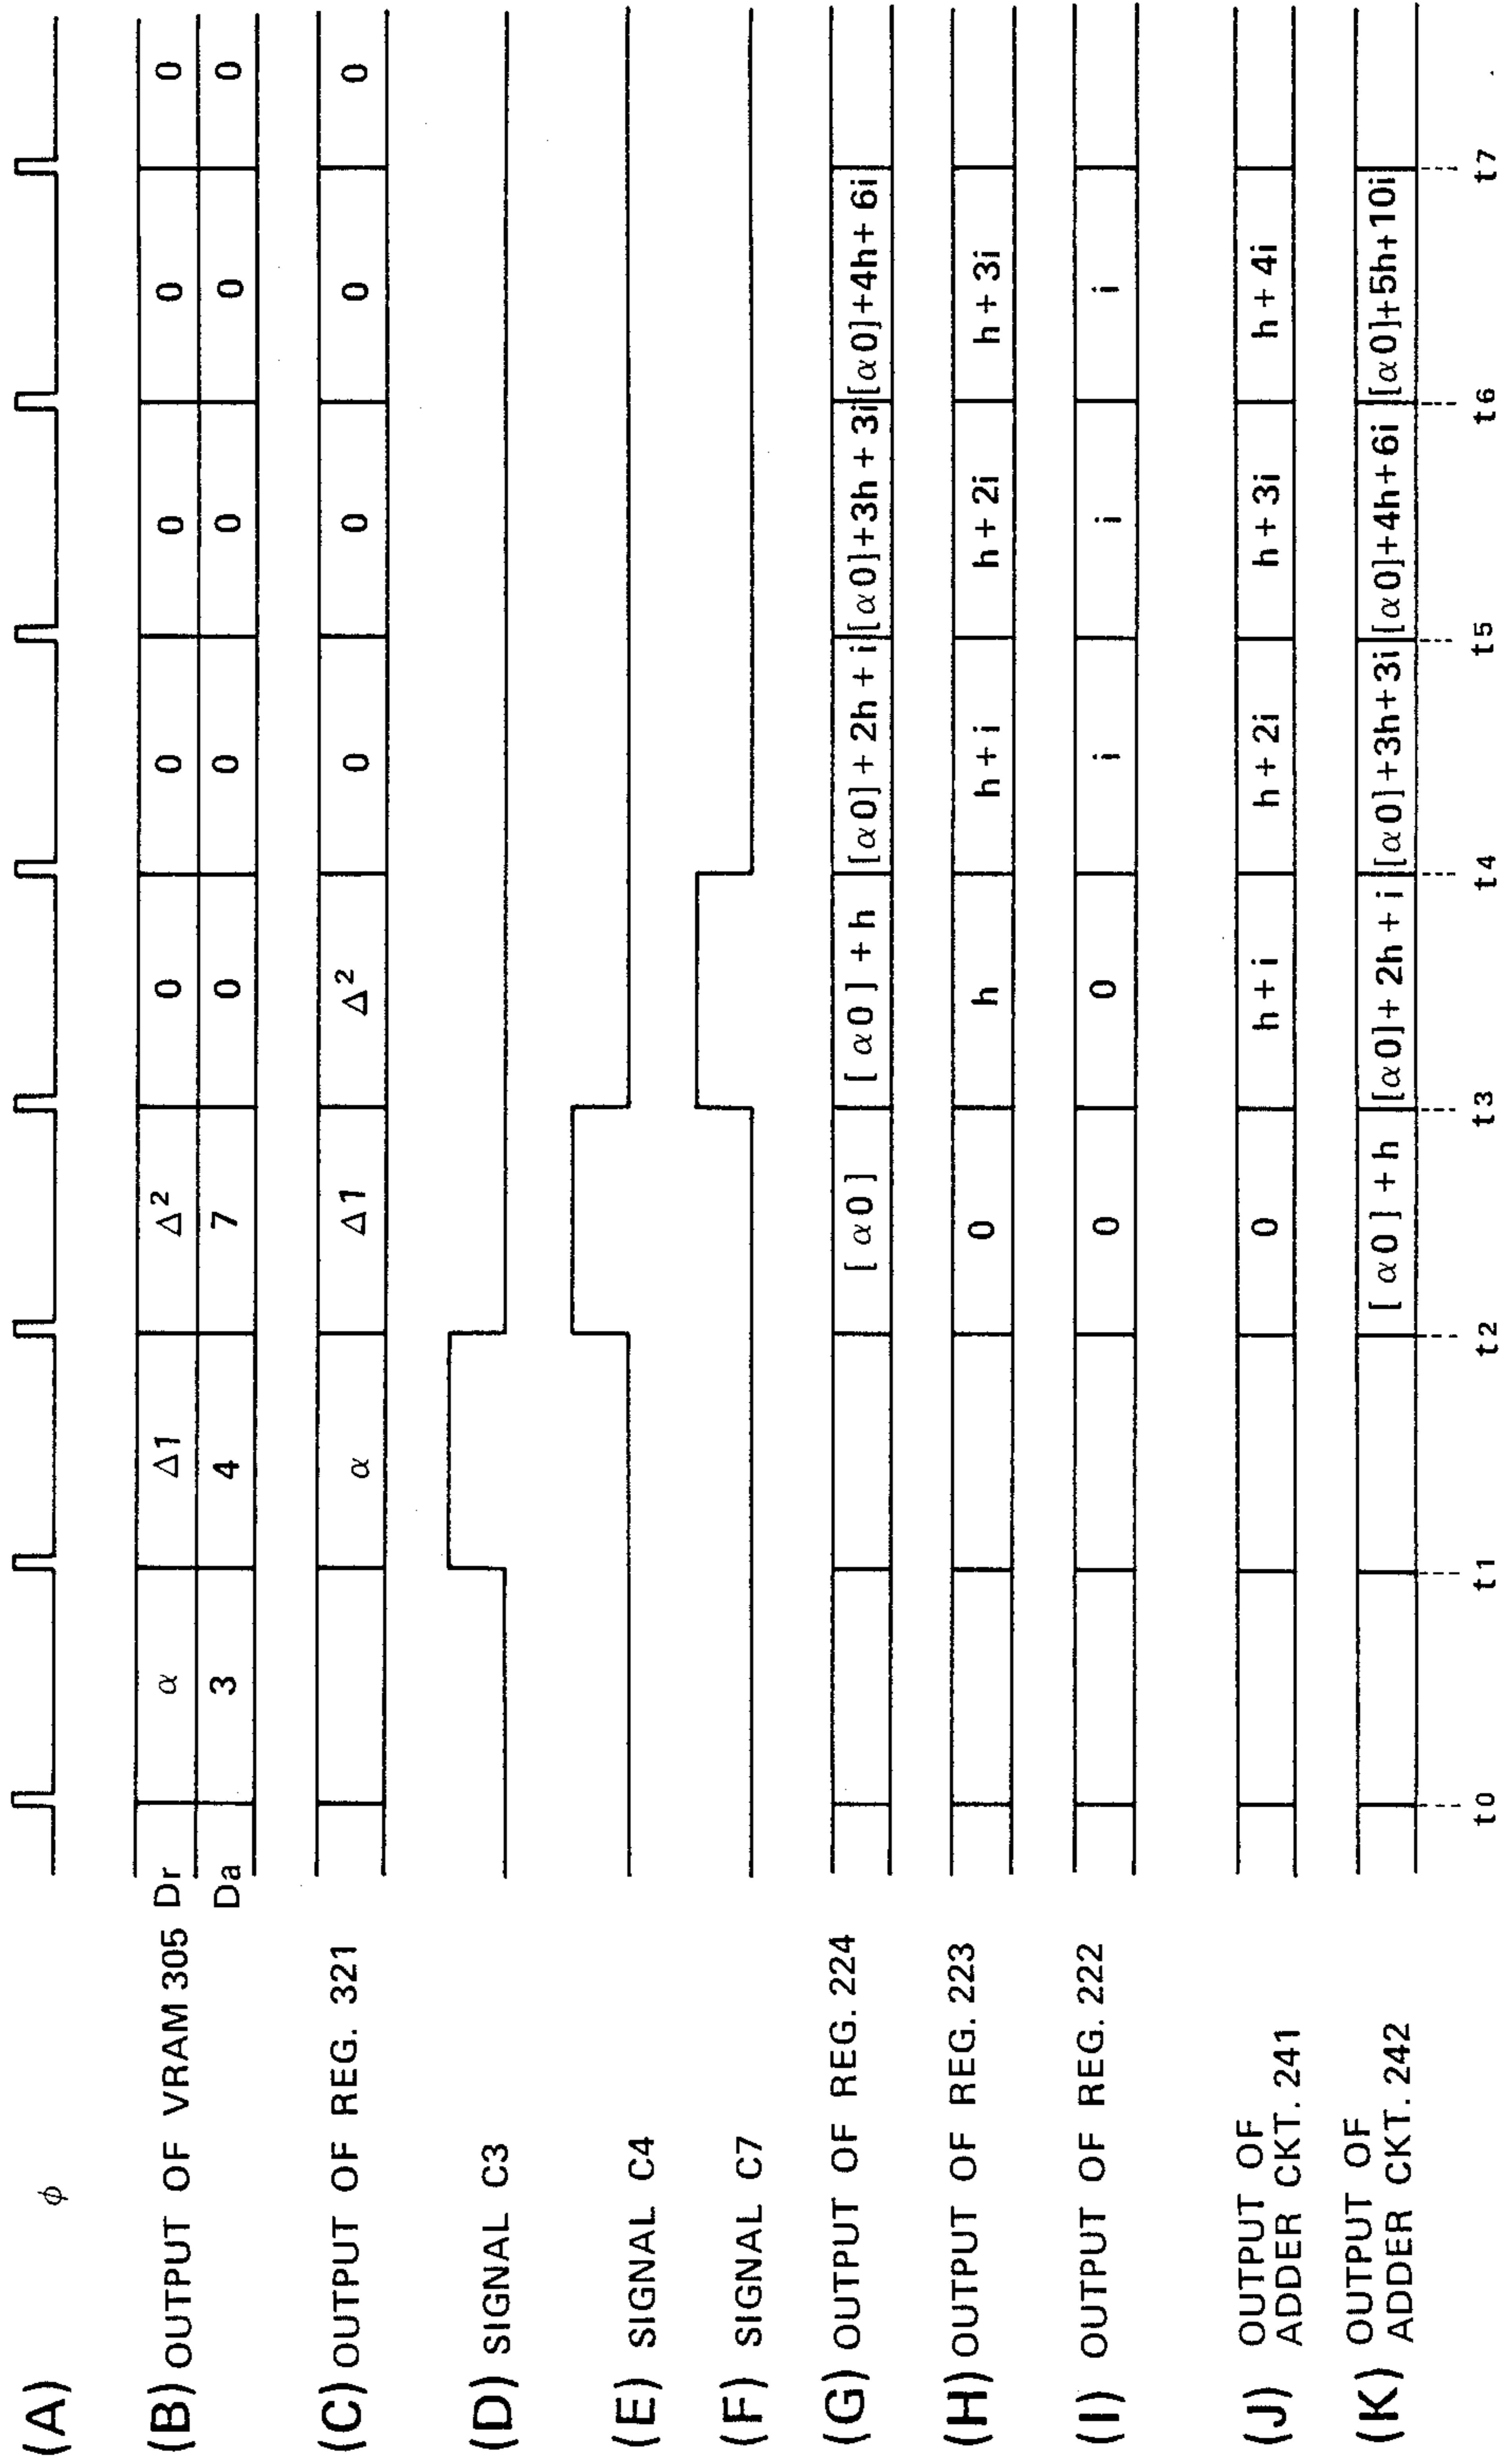 (A) ϕ
(B) OUTPUT OF VRAM 305 Dr α Δ1 Δ2 0 0 0 0 0
Da 3 4 7 0 0 0 0 0
(C) OUTPUT OF REG. 321 α Δ1 Δ2 0 0 0 0
(D) SIGNAL C3
(E) SIGNAL C4
(F) SIGNAL C7
(G) OUTPUT OF REG. 224 [α0] [α0]+h [α0]+2h+i [α0]+3h+3i [α0]+4h+6i
(H) OUTPUT OF REG. 223 0 h h+i h+2i h+3i
(I) OUTPUT OF REG. 222 0 0 i i i
(J) OUTPUT OF
ADDER CKT. 241 0 h+i h+2i h+3i h+4i
(K) OUTPUT OF
ADDER CKT. 242 [α0]+h [α0]+2h+i [α0]+3h+3i [α0]+4h+6i [α0]+5h+10i
t0 t1 t2 t3 t4 t5 t6 t7